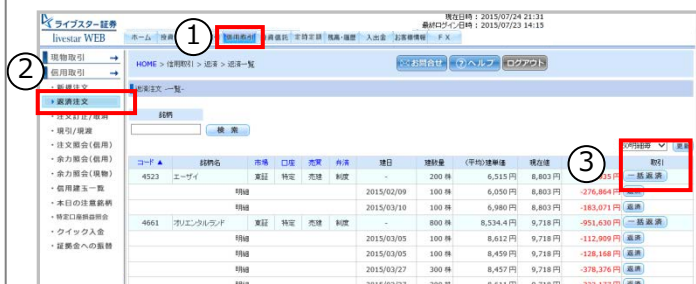 ライブスター証券
livestar WEB
現在日時：2015/07/24 21:31
最終ログイン日時：2015/07/23 14:15
ホーム
①
信用取引
投資信託
定時定額
残高・履歴
入出金
お客様情報
FX
現物取引 →
信用取引 →
②
・新規注文
・返済注文
・注文訂正/取消
・現引/現渡
・注文照会(信用)
・余力照会(信用)
・余力照会(現物)
・信用建玉一覧
・本日の注意銘柄
・特定口座損益照会
・クイック入金
・証拠金への振替
HOME > 信用取引 > 返済 > 返済一覧
お問合せ
?ヘルプ
ログアウト
返済注文 -一覧-
銘柄
検 索
更新
③
コード ▲ 銘柄名 市場 口座 売買 弁済 建日 建数量 (平均)建単価 現在値 取引
4523 エーザイ 東証 特定 売建 制度 - 200 株 6,515 円 8,803 円 一括返済
明細 2015/02/09 100 株 6,050 円 8,803 円 -276,864 円 返済
明細 2015/03/10 100 株 6,980 円 8,803 円 -183,071 円 返済
4661 オリエンタルランド 東証 特定 売建 制度 - 800 株 8,534.4 円 9,718 円 -951,630 円 一括返済
明細 2015/03/05 100 株 8,612 円 9,718 円 -112,909 円 返済
明細 2015/03/05 100 株 8,459 円 9,718 円 -128,168 円 返済
明細 2015/03/27 300 株 8,457 円 9,718 円 -378,376 円 返済